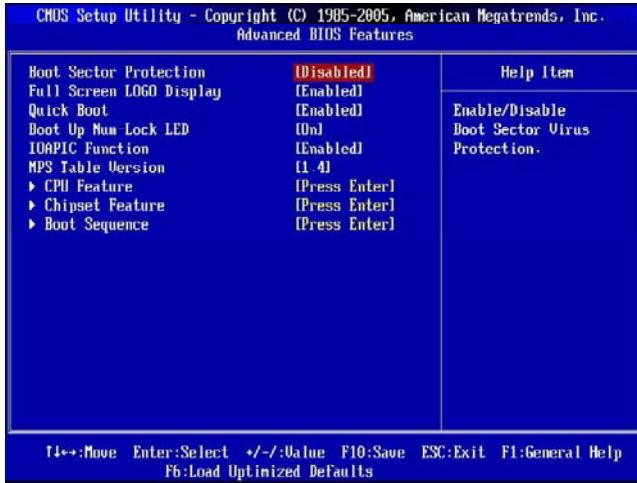 CMOS Setup Utility - Copyright (C) 1985-2005, American Megatrends, Inc.
Advanced BIOS Features
Boot Sector Protection [Disabled]
Help Item
Full Screen LOGO Display [Enabled]
Quick Boot [Enabled]
Enable/Disable
Boot Up Num-Lock LED [On]
Boot Sector Virus
IOAPIC Function [Enabled]
Protection.
MPS Table Version [1.4]
▶ CPU Feature [Press Enter]
▶ Chipset Feature [Press Enter]
▶ Boot Sequence [Press Enter]
↑↓←→:Move Enter:Select +/-/:Value F10:Save ESC:Exit F1:General Help
F6:Load Optimized Defaults